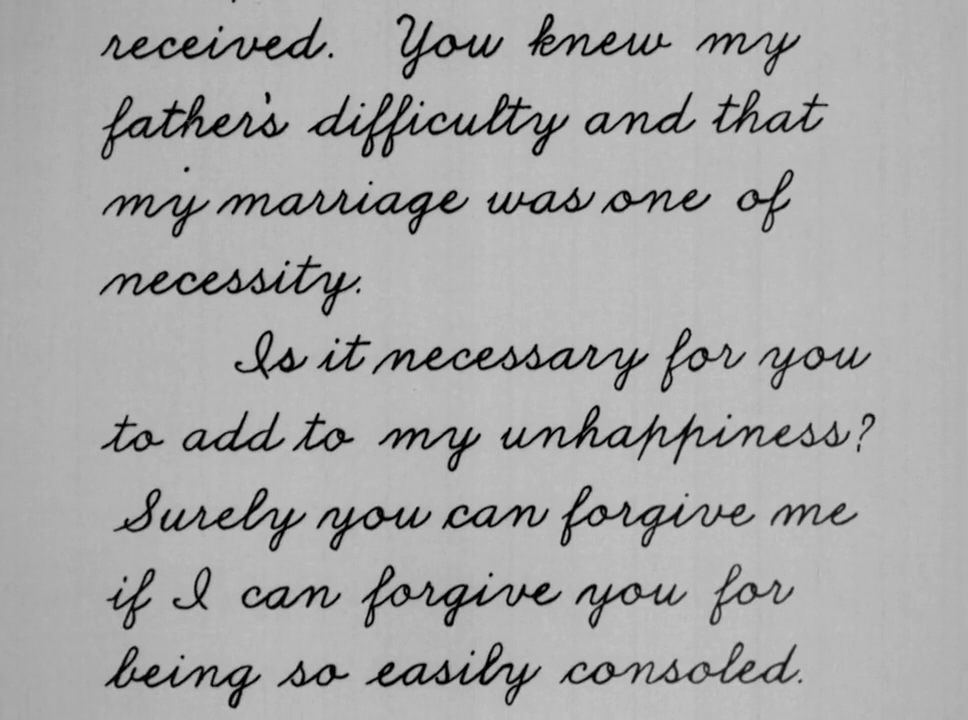 received. You knew my
father's difficulty and that
my marriage was one of
necessity.
Is it necessary for you
to add to my unhappiness?
Surely you can forgive me
if I can forgive you for
being so easily consoled.